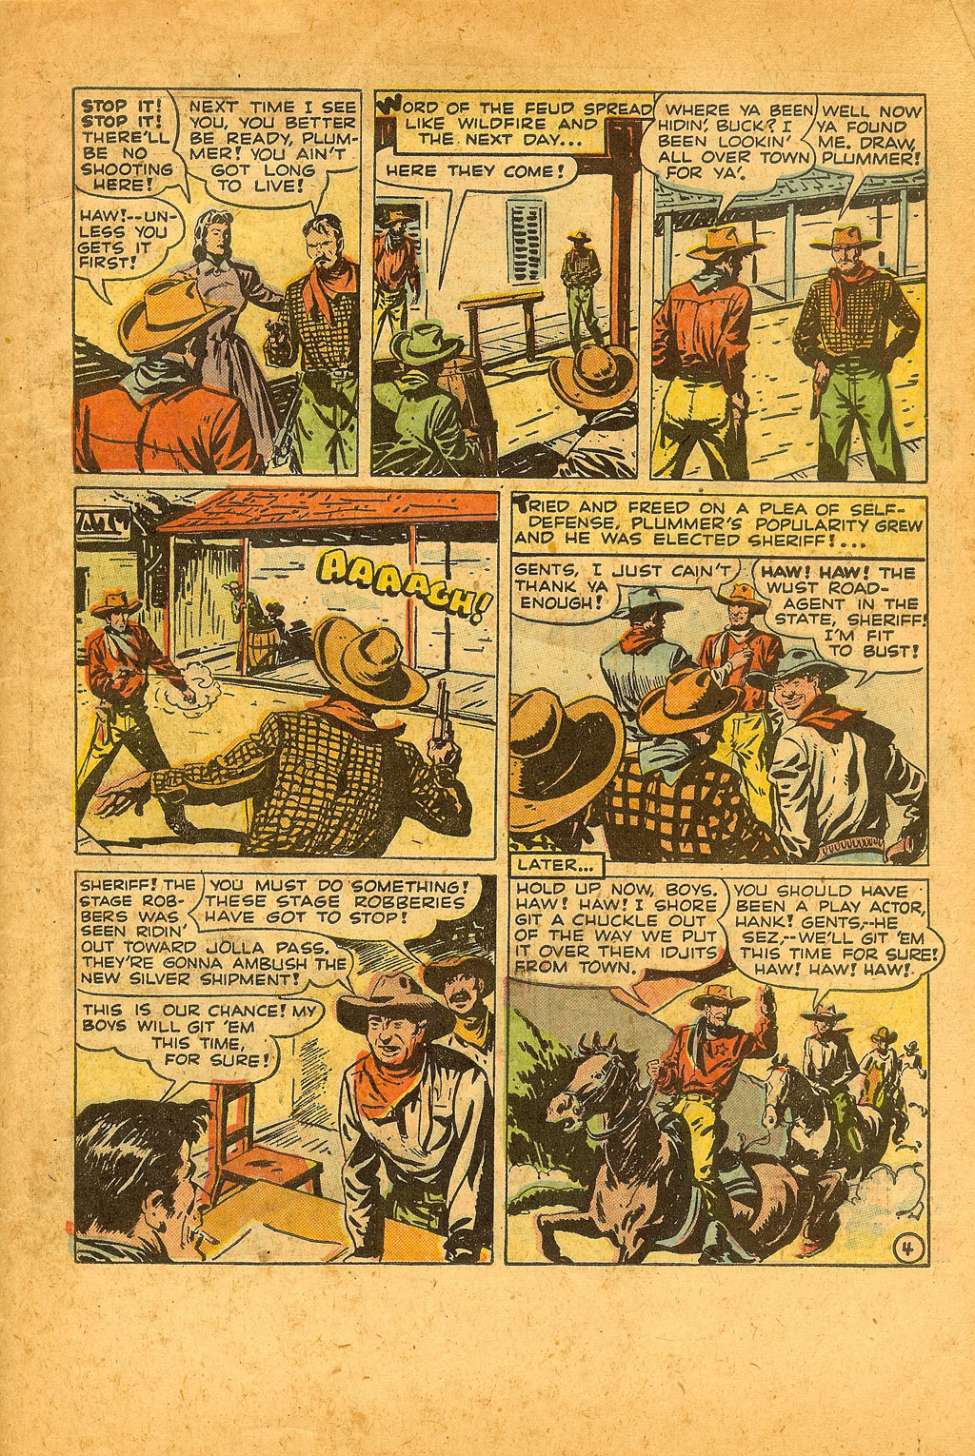 STOP IT!
STOP IT!
THERE'LL
BE NO
SHOOTING
HERE!
NEXT TIME I SEE
YOU, YOU BETTER
BE READY, PLUM-
MER! YOU AIN'T
GOT LONG
TO LIVE!
HAW!--UN-
LESS YOU
GETS IT
FIRST!
WORD OF THE FEUD SPREAD
LIKE WILDFIRE AND
THE NEXT DAY...
HERE THEY COME!
WHERE YA BEEN
HIDIN', BUCK? I
BEEN LOOKIN'
ALL OVER TOWN
FOR YA'.
WELL NOW
YA FOUND
ME. DRAW,
PLUMMER!
AAAAGH!
TRIED AND FREED ON A PLEA OF SELF-
DEFENSE, PLUMMER'S POPULARITY GREW
AND HE WAS ELECTED SHERIFF!...
GENTS, I JUST CAIN'T
THANK YA
ENOUGH!
HAW! HAW! THE
WUST ROAD-
AGENT IN THE
STATE, SHERIFF!
I'M FIT
TO BUST!
SHERIFF! THE
STAGE ROB-
BERS WAS
SEEN RIDIN'
OUT TOWARD JOLLA PASS.
THEY'RE GONNA AMBUSH THE
NEW SILVER SHIPMENT!
YOU MUST DO SOMETHING!
THESE STAGE ROBBERIES
HAVE GOT TO STOP!
THIS IS OUR CHANCE! MY
BOYS WILL GIT 'EM
THIS TIME,
FOR SURE!
LATER...
HOLD UP NOW, BOYS.
HAW! HAW! I SHORE
GIT A CHUCKLE OUT
OF THE WAY WE PUT
IT OVER THEM IDJITS
FROM TOWN.
YOU SHOULD HAVE
BEEN A PLAY ACTOR,
HANK! GENTS,--HE
SEZ,--WE'LL GIT 'EM
THIS TIME FOR SURE!
HAW! HAW! HAW!
4